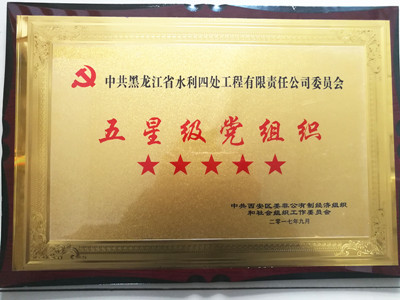 中共黑龙江省水利四处工程有限责任公司委员会
五星级党组织
中共西安区委非公有制经济组织
和社会组织工作委员会
二零一七年九月